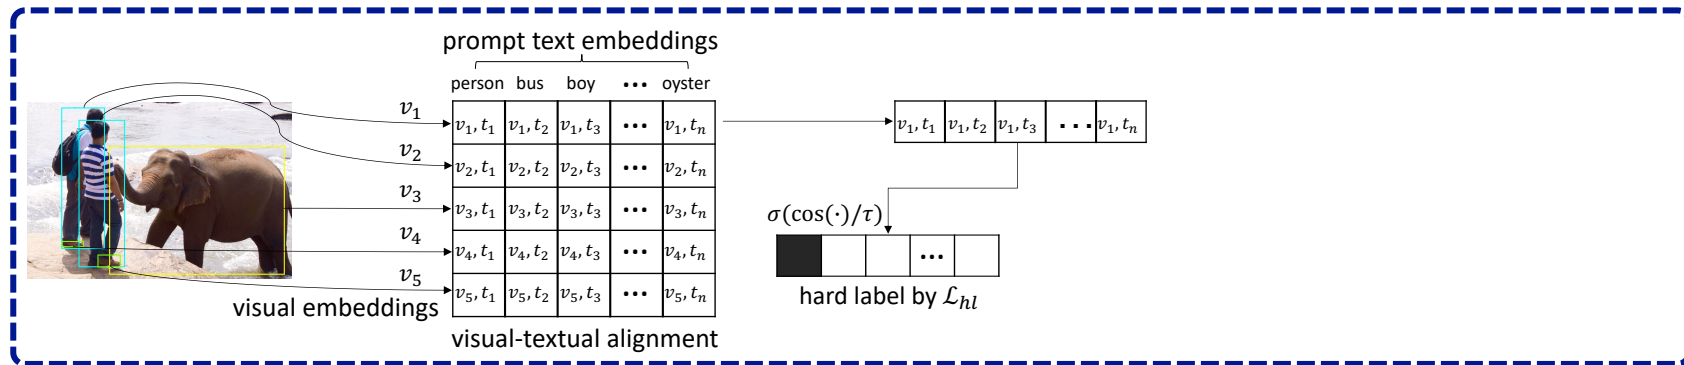 prompt text embeddings
person bus boy ••• oyster
v₁
v₁, t₁ v₁, t₂ v₁, t₃ ••• v₁, tₙ
v₁, t₁ v₁, t₂ v₁, t₃ ••• v₁, tₙ
v₂
v₂, t₁ v₂, t₂ v₂, t₃ ••• v₂, tₙ
v₃
v₃, t₁ v₃, t₂ v₃, t₃ ••• v₃, tₙ
σ(cos(·)/τ)
v₄
v₄, t₁ v₄, t₂ v₄, t₃ ••• v₄, tₙ
•••
v₅
v₅, t₁ v₅, t₂ v₅, t₃ ••• v₅, tₙ
visual embeddings
hard label by ℒₕₗ
visual-textual alignment